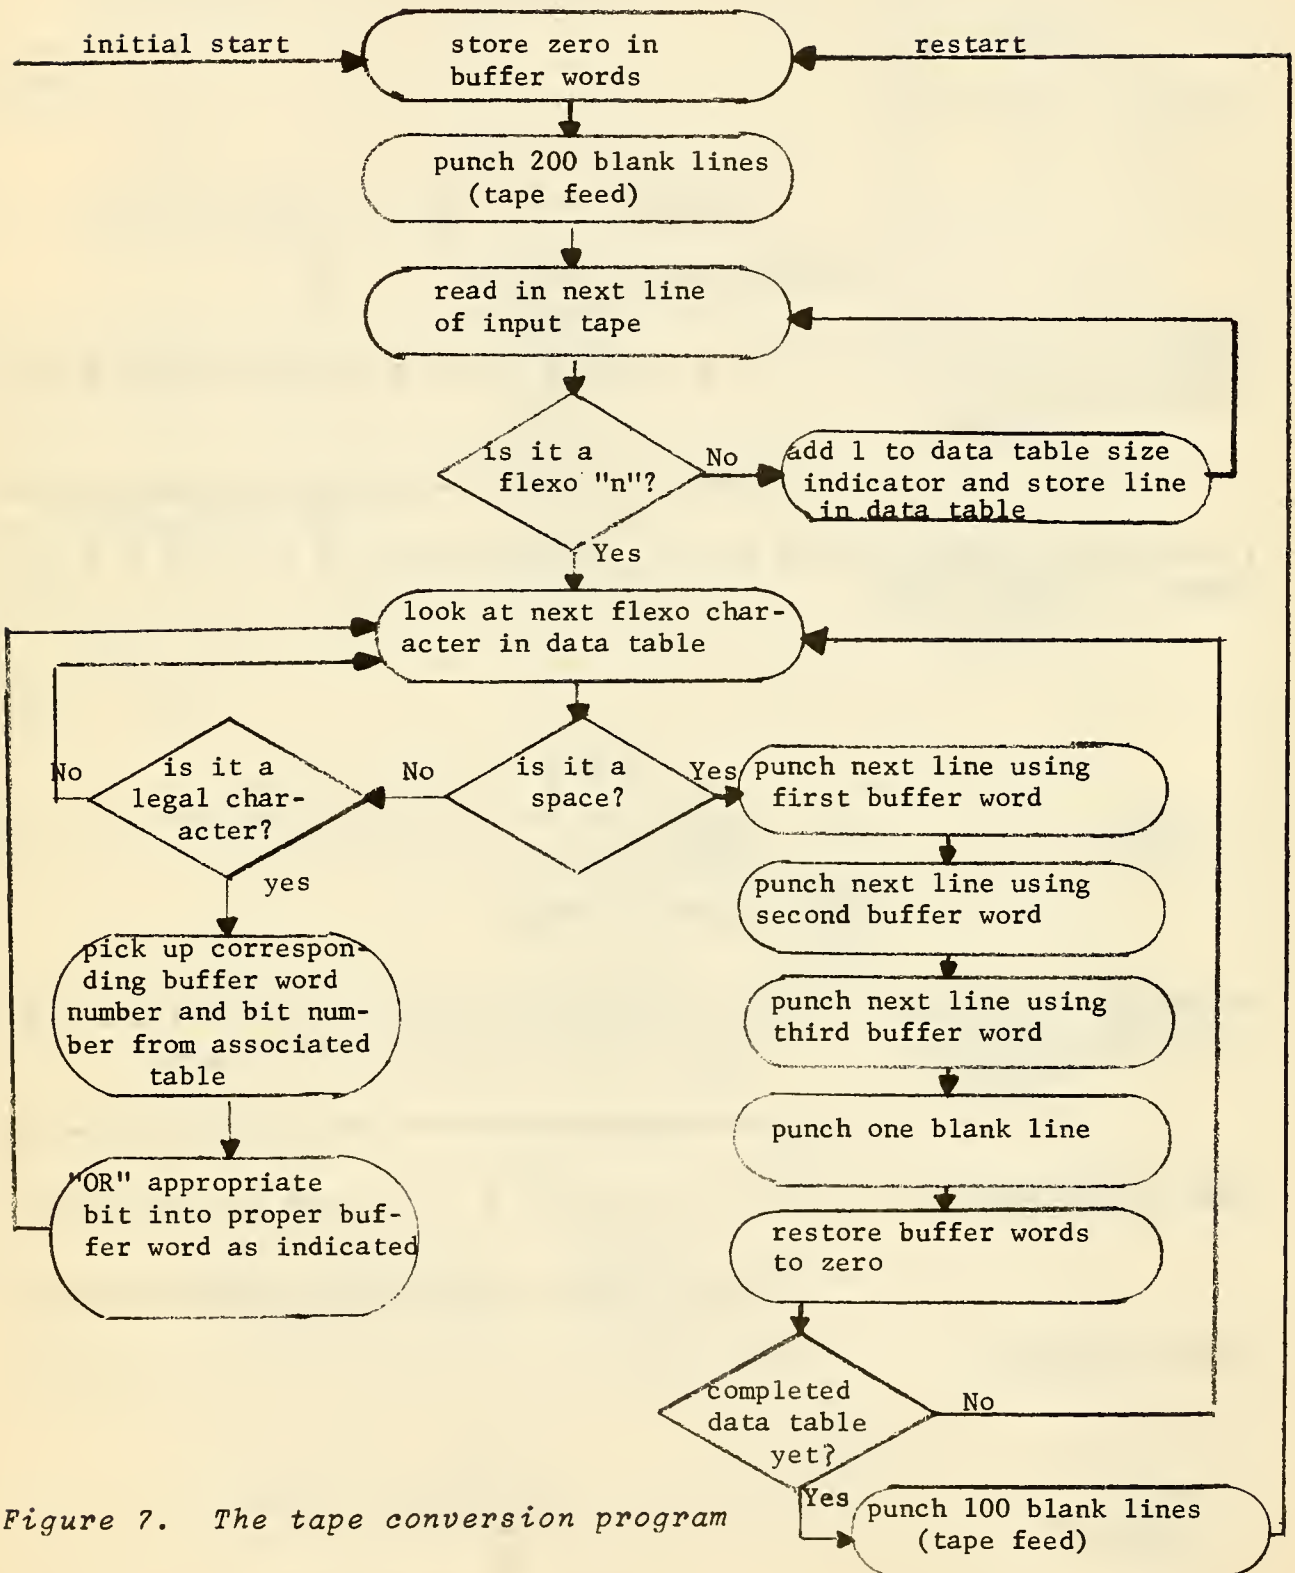 initial start
store zero in
buffer words
restart
punch 200 blank lines
(tape feed)
read in next line
of input tape
is it a
flexo "n"?
No
add 1 to data table size
indicator and store line
in data table
Yes
look at next flexo char-
acter in data table
No
is it a
legal char-
acter?
No
is it a
space?
Yes
punch next line using
first buffer word
yes
punch next line using
second buffer word
pick up correspon-
ding buffer word
number and bit num-
ber from associated
table
punch next line using
third buffer word
punch one blank line
"OR" appropriate
bit into proper buf-
fer word as indicated
restore buffer words
to zero
completed
data table
yet?
No
Yes
punch 100 blank lines
(tape feed)
Figure 7. The tape conversion program